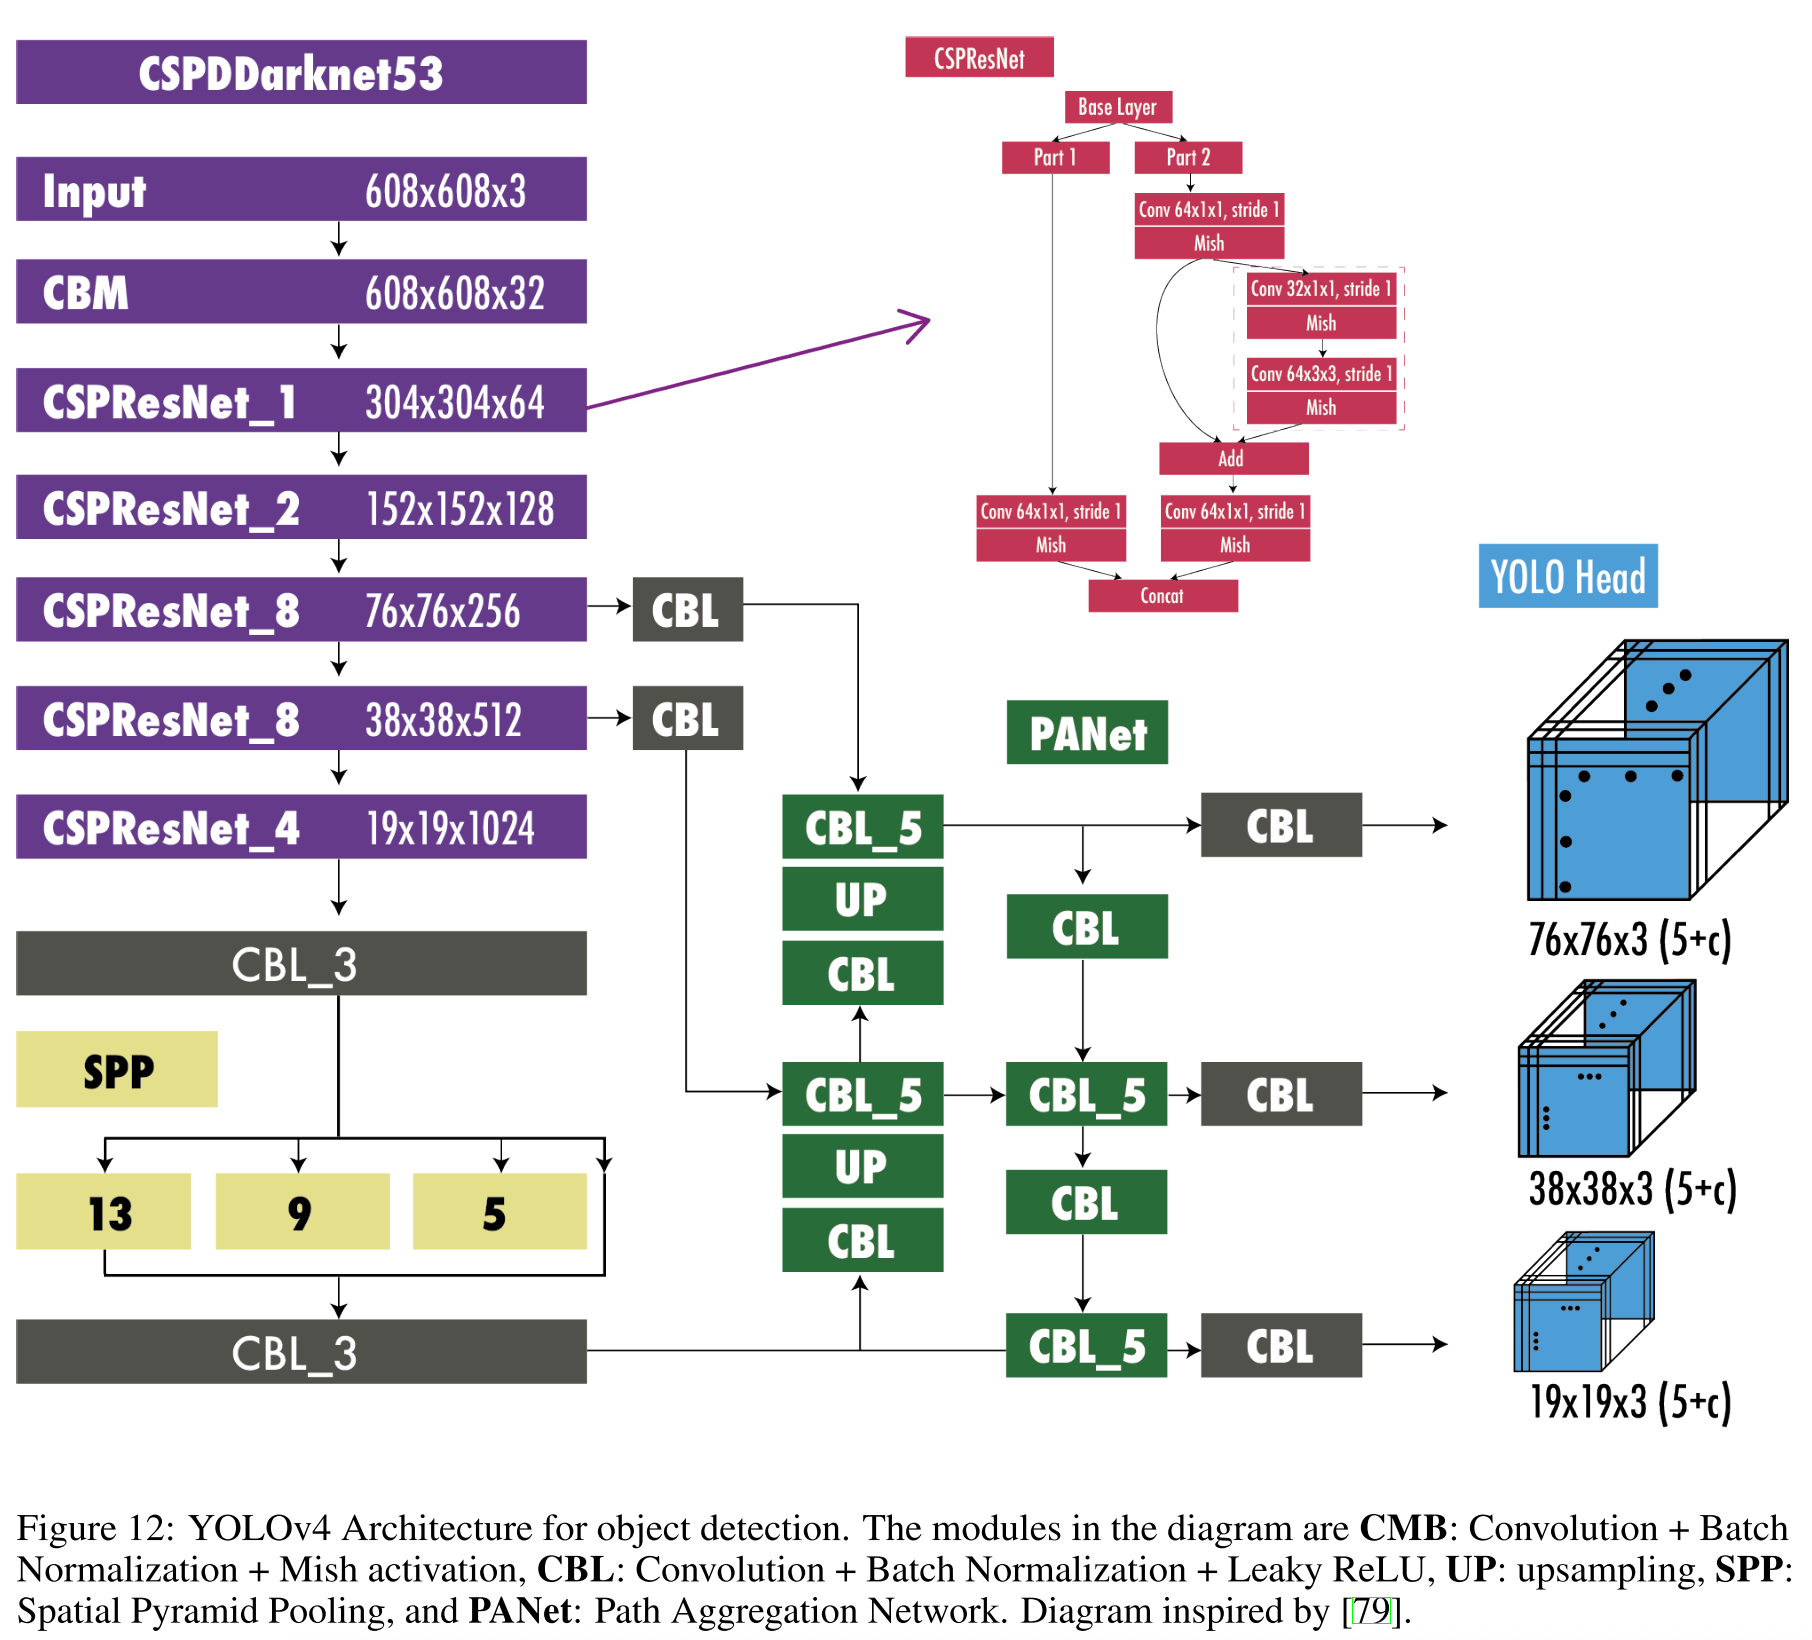 CSPDDarknet53
Input 608x608x3
CBM 608x608x32
CSPResNet_1 304x304x64
CSPResNet_2 152x152x128
CSPResNet_8 76x76x256
CBL
CSPResNet_8 38x38x512
CBL
CSPResNet_4 19x19x1024
CBL_3
SPP
13 9 5
CBL_3
CSPResNet
Base Layer
Part 1 Part 2
Conv 64x1x1, stride 1
Mish
Conv 32x1x1, stride 1
Mish
Conv 64x3x3, stride 1
Mish
Add
Conv 64x1x1, stride 1 Conv 64x1x1, stride 1
Mish Mish
Concat
PANet
CBL_5
UP
CBL
CBL_5
UP
CBL
CBL
CBL_5
CBL
CBL_5
CBL
CBL
CBL
YOLO Head
76x76x3 (5+c)
38x38x3 (5+c)
19x19x3 (5+c)
Figure 12: YOLOv4 Architecture for object detection. The modules in the diagram are CMB: Convolution + Batch
Normalization + Mish activation, CBL: Convolution + Batch Normalization + Leaky ReLU, UP: upsampling, SPP:
Spatial Pyramid Pooling, and PANet: Path Aggregation Network. Diagram inspired by [79].